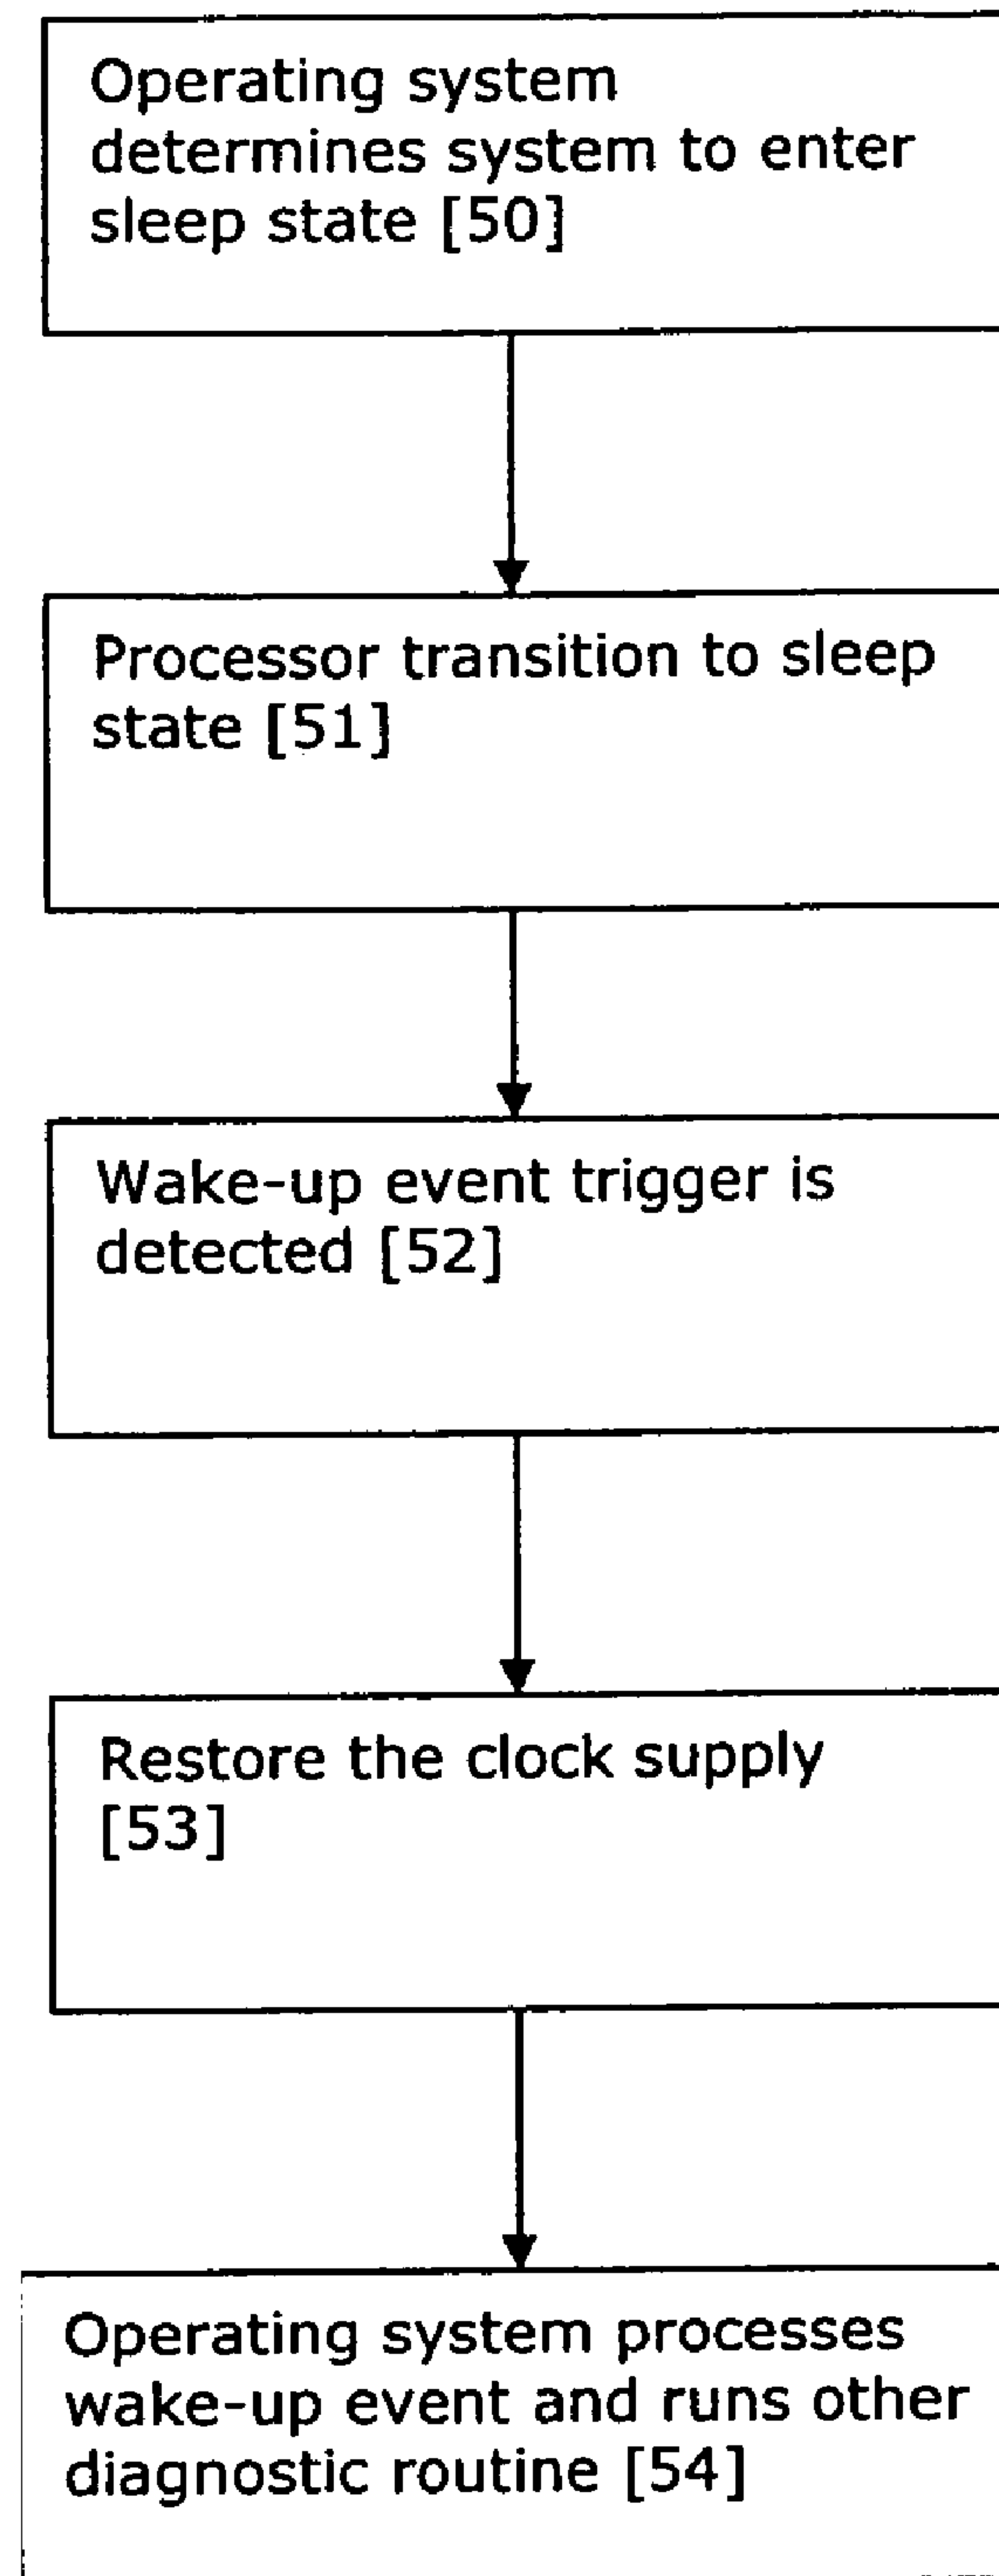 Operating system
determines system to enter
sleep state [50]
Processor transition to sleep
state [51]
Wake-up event trigger is
detected [52]
Restore the clock supply
[53]
Operating system processes
wake-up event and runs other
diagnostic routine [54]